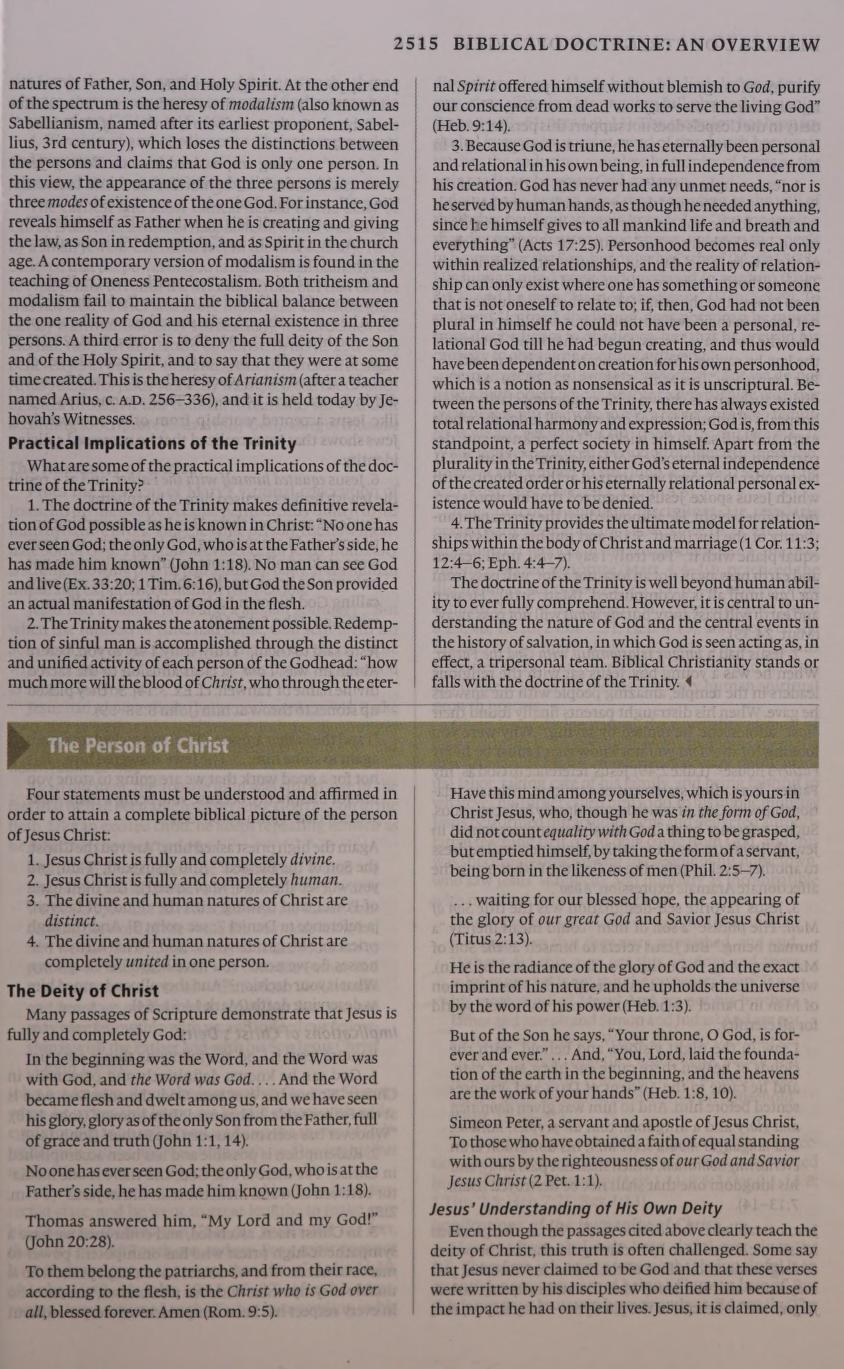 2515 BIBLICAL DOCTRINE: AN OVERVIEW
natures of Father, Son, and Holy Spirit. At the other end
of the spectrum is the heresy of modalism (also known as
Sabellianism, named after its earliest proponent, Sabel-
lius, 3rd century), which loses the distinctions between
the persons and claims that God is only one person. In
this view, the appearance of the three persons is merely
three modes of existence of the one God. For instance, God
reveals himself as Father when he is creating and giving
the law, as Son in redemption, and as Spirit in the church
age. A contemporary version of modalism is found in the
teaching of Oneness Pentecostalism. Both tritheism and
modalism fail to maintain the biblical balance between
the one reality of God and his eternal existence in three
persons. A third error is to deny the full deity of the Son
and of the Holy Spirit, and to say that they were at some
time created. This is the heresy of Arianism (after a teacher
named Arius, c. A.D. 256–336), and it is held today by Je-
hovah's Witnesses.
Practical Implications of the Trinity
What are some of the practical implications of the doc-
trine of the Trinity?
1. The doctrine of the Trinity makes definitive revela-
tion of God possible as he is known in Christ: “No one has
ever seen God; the only God, who is at the Father's side, he
has made him known” (John 1:18). No man can see God
and live (Ex. 33:20; 1 Tim. 6:16), but God the Son provided
an actual manifestation of God in the flesh.
2. The Trinity makes the atonement possible. Redemp-
tion of sinful man is accomplished through the distinct
and unified activity of each person of the Godhead: “how
much more will the blood of Christ, who through the eter-
nal Spirit offered himself without blemish to God, purify
our conscience from dead works to serve the living God”
(Heb. 9:14).
3. Because God is triune, he has eternally been personal
and relational in his own being, in full independence from
his creation. God has never had any unmet needs, “nor is
he served by human hands, as though he needed anything,
since he himself gives to all mankind life and breath and
everything” (Acts 17:25). Personhood becomes real only
within realized relationships, and the reality of relation-
ship can only exist where one has something or someone
that is not oneself to relate to; if, then, God had not been
plural in himself he could not have been a personal, re-
lational God till he had begun creating, and thus would
have been dependent on creation for his own personhood,
which is a notion as nonsensical as it is unscriptural. Be-
tween the persons of the Trinity, there has always existed
total relational harmony and expression; God is, from this
standpoint, a perfect society in himself. Apart from the
plurality in the Trinity, either God's eternal independence
of the created order or his eternally relational personal ex-
istence would have to be denied.
4. The Trinity provides the ultimate model for relation-
ships within the body of Christ and marriage (1 Cor. 11:3;
12:4–6; Eph. 4:4–7).
The doctrine of the Trinity is well beyond human abil-
ity to ever fully comprehend. However, it is central to un-
derstanding the nature of God and the central events in
the history of salvation, in which God is seen acting as, in
effect, a tripersonal team. Biblical Christianity stands or
falls with the doctrine of the Trinity.
The Person of Christ
Four statements must be understood and affirmed in
order to attain a complete biblical picture of the person
of Jesus Christ:
1. Jesus Christ is fully and completely divine.
2. Jesus Christ is fully and completely human.
3. The divine and human natures of Christ are
distinct.
4. The divine and human natures of Christ are
completely united in one person.
The Deity of Christ
Many passages of Scripture demonstrate that Jesus is
fully and completely God:
In the beginning was the Word, and the Word was
with God, and the Word was God. . . . And the Word
became flesh and dwelt among us, and we have seen
his glory, glory as of the only Son from the Father, full
of grace and truth (John 1:1, 14).
No one has ever seen God; the only God, who is at the
Father's side, he has made him known (John 1:18).
Thomas answered him, “My Lord and my God!”
(John 20:28).
To them belong the patriarchs, and from their race,
according to the flesh, is the Christ who is God over
all, blessed forever. Amen (Rom. 9:5).
Have this mind among yourselves, which is yours in
Christ Jesus, who, though he was in the form of God,
did not count equality with God a thing to be grasped,
but emptied himself, by taking the form of a servant,
being born in the likeness of men (Phil. 2:5–7).
. . . waiting for our blessed hope, the appearing of
the glory of our great God and Savior Jesus Christ
(Titus 2:13).
He is the radiance of the glory of God and the exact
imprint of his nature, and he upholds the universe
by the word of his power (Heb. 1:3).
But of the Son he says, “Your throne, O God, is for-
ever and ever.” . . . And, “You, Lord, laid the founda-
tion of the earth in the beginning, and the heavens
are the work of your hands” (Heb. 1:8, 10).
Simeon Peter, a servant and apostle of Jesus Christ,
To those who have obtained a faith of equal standing
with ours by the righteousness of our God and Savior
Jesus Christ (2 Pet. 1:1).
Jesus' Understanding of His Own Deity
Even though the passages cited above clearly teach the
deity of Christ, this truth is often challenged. Some say
that Jesus never claimed to be God and that these verses
were written by his disciples who deified him because of
the impact he had on their lives. Jesus, it is claimed, only